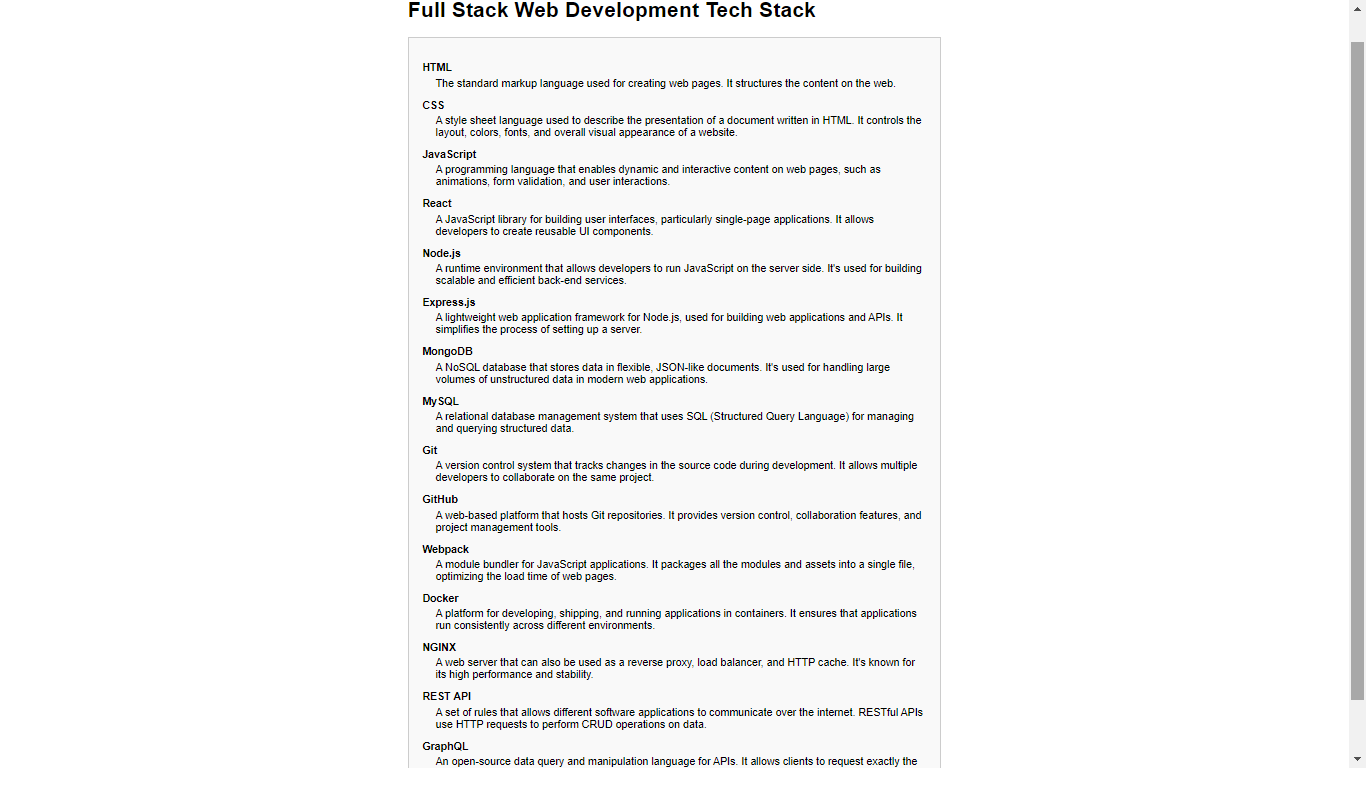 Full Stack Web Development Tech Stack
HTML
The standard markup language used for creating web pages. It structures the content on the web.
CSS
A style sheet language used to describe the presentation of a document written in HTML. It controls the
layout, colors, fonts, and overall visual appearance of a website.
JavaScript
A programming language that enables dynamic and interactive content on web pages, such as
animations, form validation, and user interactions.
React
A JavaScript library for building user interfaces, particularly single-page applications. It allows
developers to create reusable UI components.
Node.js
A runtime environment that allows developers to run JavaScript on the server side. It's used for building
scalable and efficient back-end services.
Express.js
A lightweight web application framework for Node.js, used for building web applications and APIs. It
simplifies the process of setting up a server.
MongoDB
A NoSQL database that stores data in flexible, JSON-like documents. It's used for handling large
volumes of unstructured data in modern web applications.
MySQL
A relational database management system that uses SQL (Structured Query Language) for managing
and querying structured data.
Git
A version control system that tracks changes in the source code during development. It allows multiple
developers to collaborate on the same project.
GitHub
A web-based platform that hosts Git repositories. It provides version control, collaboration features, and
project management tools.
Webpack
A module bundler for JavaScript applications. It packages all the modules and assets into a single file,
optimizing the load time of web pages.
Docker
A platform for developing, shipping, and running applications in containers. It ensures that applications
run consistently across different environments.
NGINX
A web server that can also be used as a reverse proxy, load balancer, and HTTP cache. It's known for
its high performance and stability.
REST API
A set of rules that allows different software applications to communicate over the internet. RESTful APIs
use HTTP requests to perform CRUD operations on data.
GraphQL
An open-source data query and manipulation language for APIs. It allows clients to request exactly the